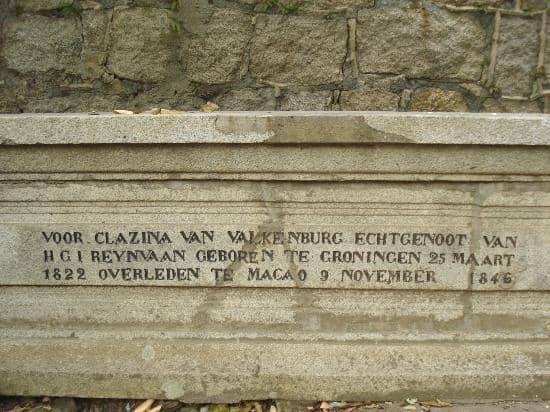 VOOR CLAZINA VAN VALKENBURG ECHTGENOOT VAN
H G I REYNVAAN GEBOREN TE GRONINGEN 25 MAART
1822 OVERLEDEN TE MACAO 9 NOVEMBER 1846